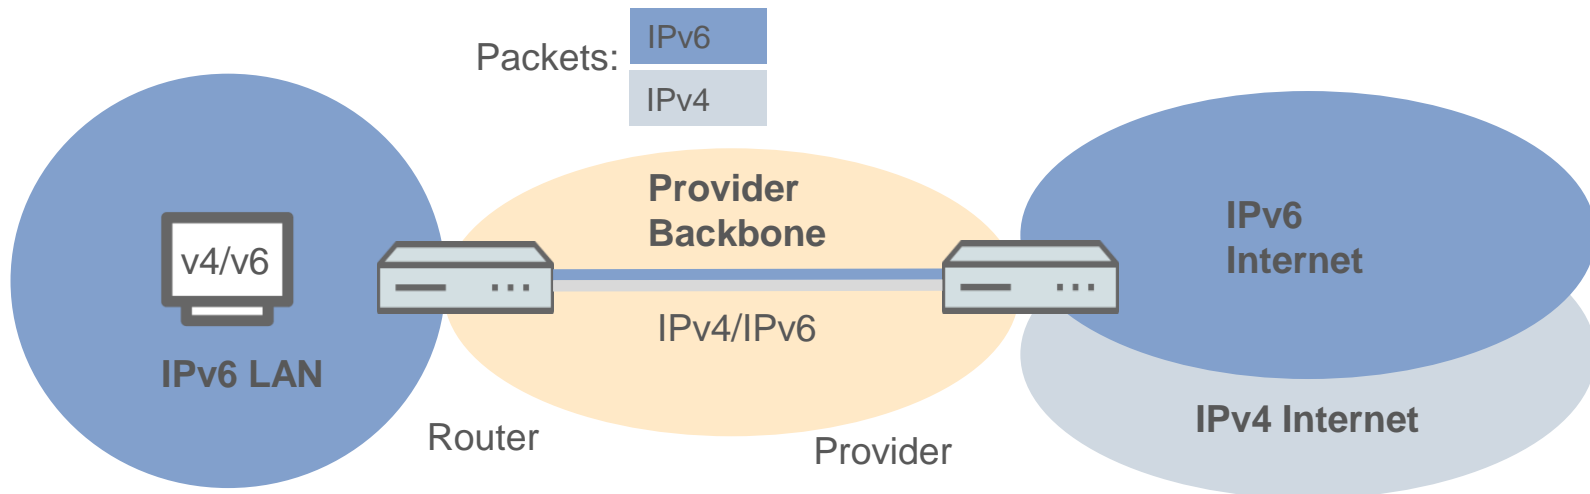 Packets:
IPv6
IPv4
Provider
Backbone
IPv6
Internet
v4/v6
IPv4/IPv6
IPv6 LAN
IPv4 Internet
Router
Provider